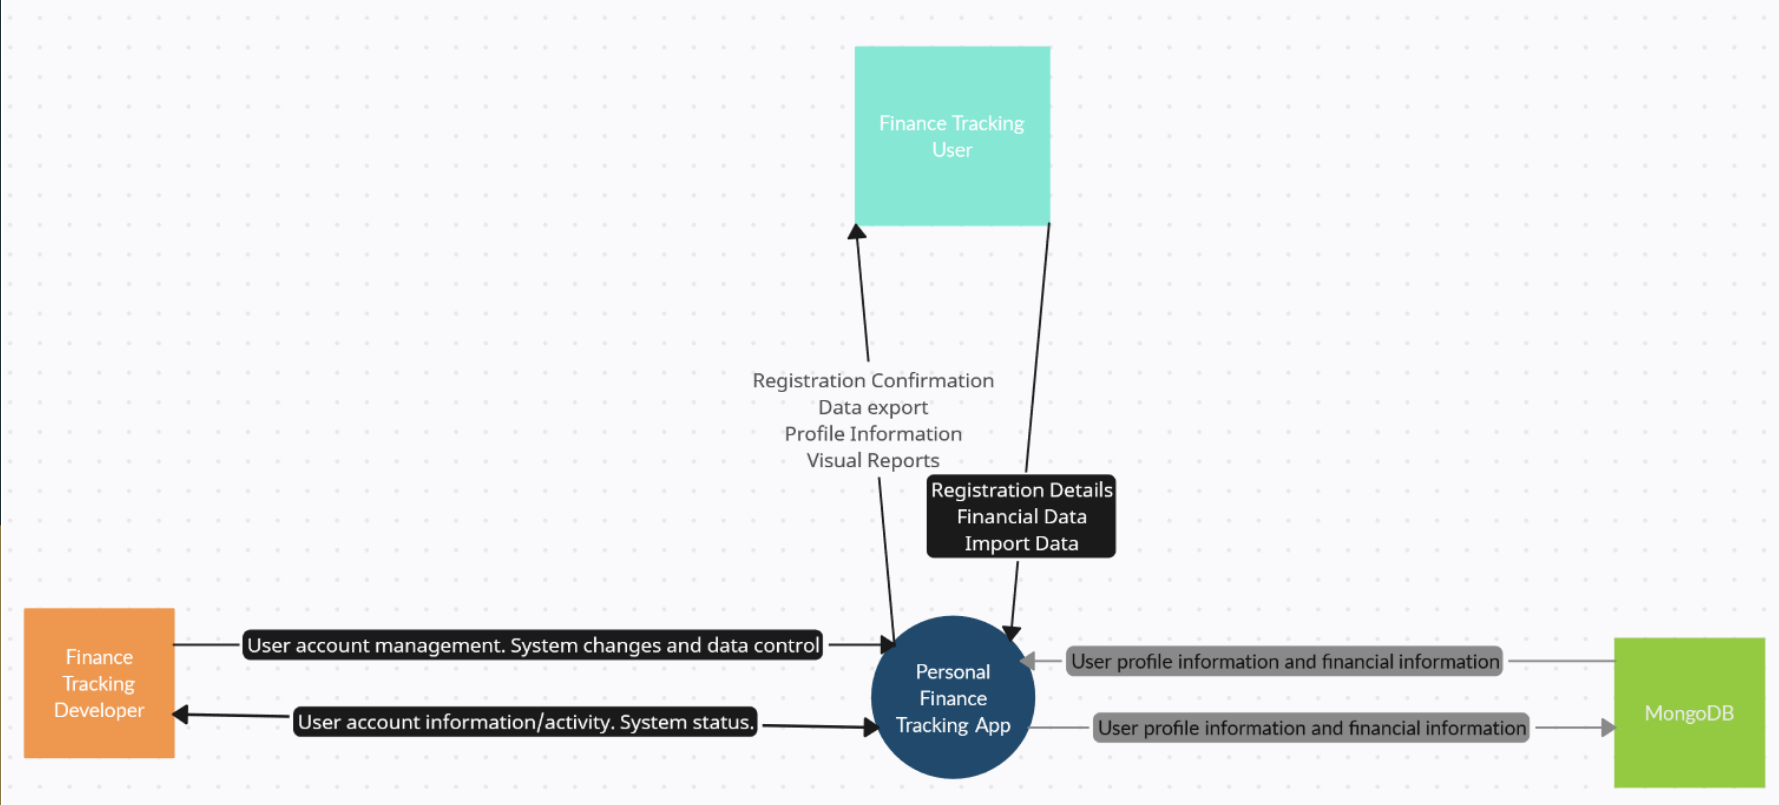 Finance Tracking
User
Registration Confirmation
Data export
Profile Information
Visual Reports
Registration Details
Financial Data
Import Data
Finance
Tracking
Developer
User account management. System changes and data control
User account information/activity. System status.
Personal
Finance
Tracking App
User profile information and financial information
User profile information and financial information
MongoDB